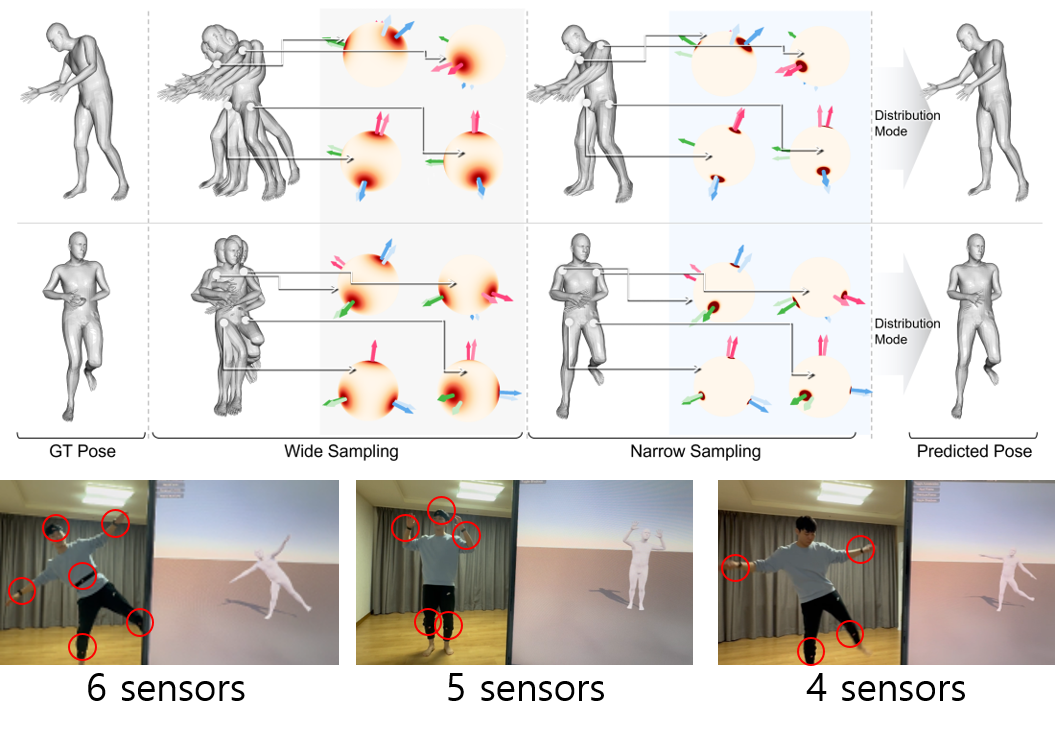 Distribution
Mode
Distribution
Mode
GT Pose
Wide Sampling
Narrow Sampling
Predicted Pose
6 sensors
5 sensors
4 sensors